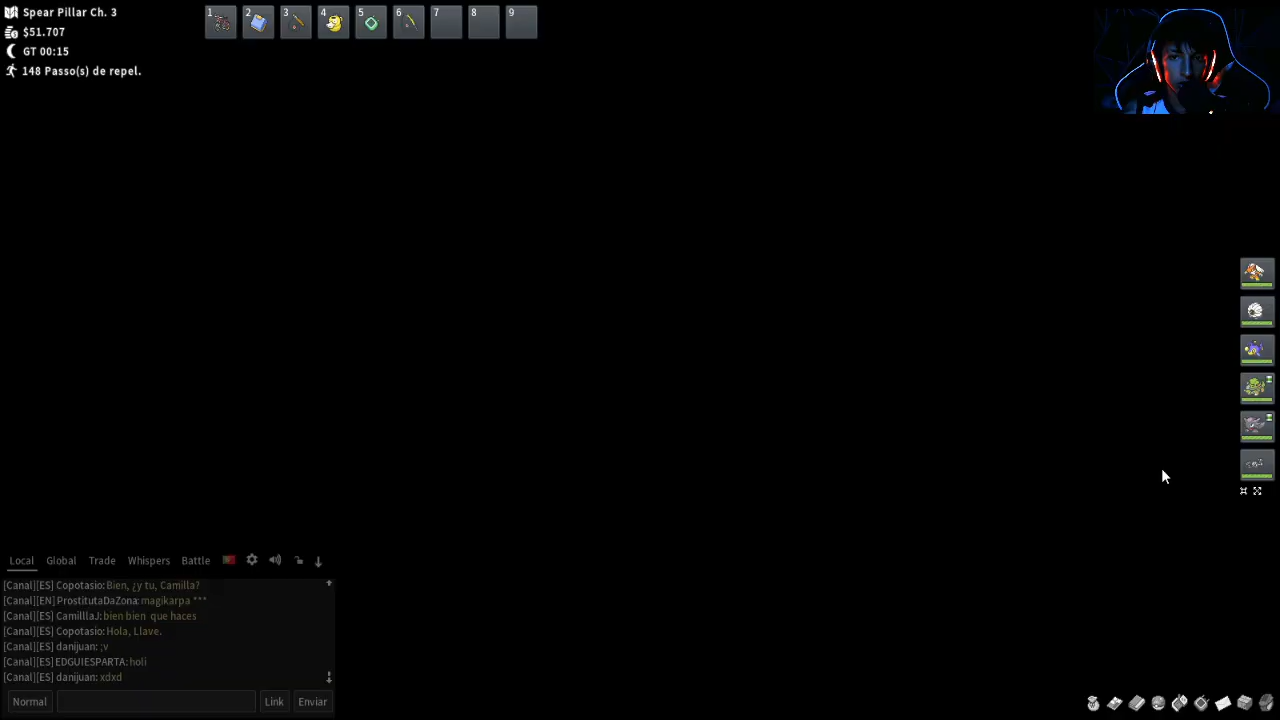 Spear Pillar Ch. 3
$51.707
GT 00:15
148 Passo(s) de repel.
1 2 3 4 5 6 7 8 9
Local Global Trade Whispers Battle
[Canal][ES] Copotasio: Bien, ¿y tu, Camilla?
[Canal][EN] ProstitutaDaZona: magikarpa ***
[Canal][ES] CamilllaJ: bien bien que haces
[Canal][ES] Copotasio: Hola, Llave.
[Canal][ES] danijuan: ;v
[Canal][ES] EDGUIESPARTA: holi
[Canal][ES] danijuan: xdxd
Normal Link Enviar